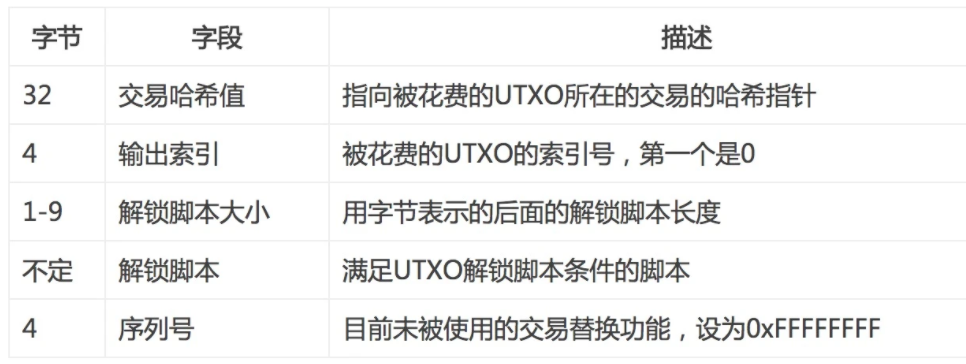 字节 字段 描述
32 交易哈希值 指向被花费的UTXO所在的交易的哈希指针
4 输出索引 被花费的UTXO的索引号，第一个是0
1-9 解锁脚本大小 用字节表示的后面的解锁脚本长度
不定 解锁脚本 满足UTXO解锁脚本条件的脚本
4 序列号 目前未被使用的交易替换功能，设为0xFFFFFFFF